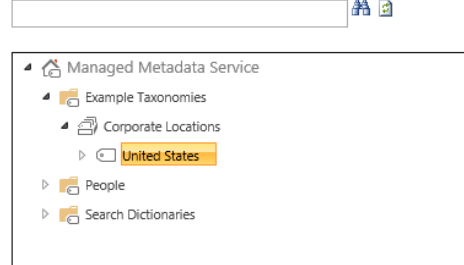 Managed Metadata Service
Example Taxonomies
Corporate Locations
United States
People
Search Dictionaries